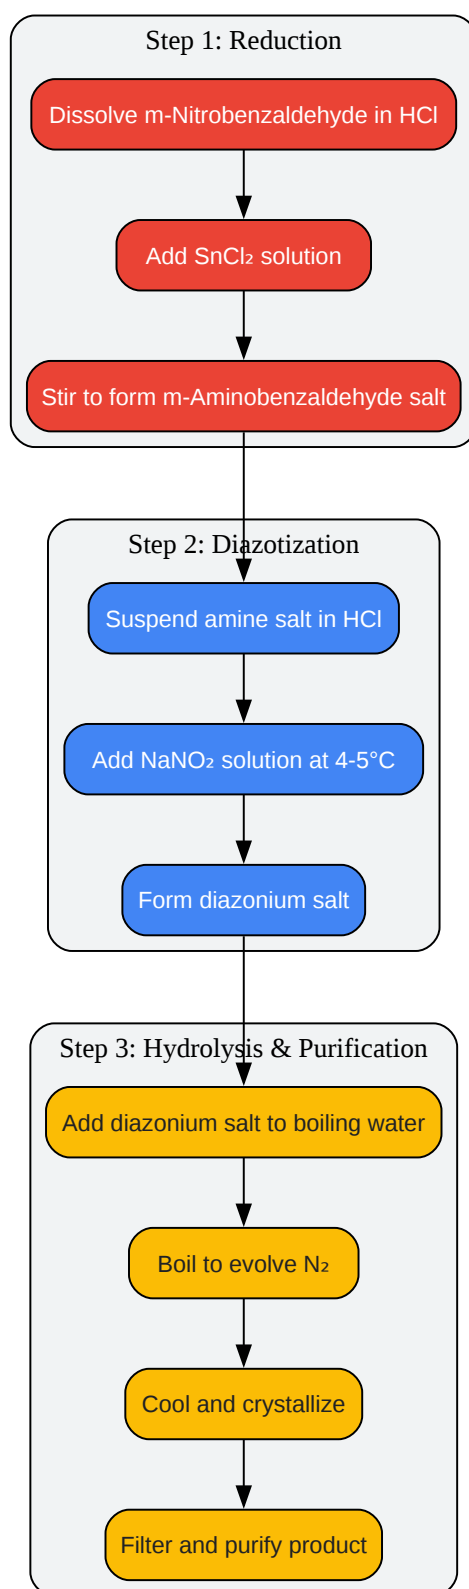 Step 1: Reduction
Dissolve m-Nitrobenzaldehyde in HCl
Add SnCl₂ solution
Stir to form m-Aminobenzaldehyde salt
Step 2: Diazotization
Suspend amine salt in HCl
Add NaNO₂ solution at 4-5°C
Form diazonium salt
Step 3: Hydrolysis & Purification
Add diazonium salt to boiling water
Boil to evolve N₂
Cool and crystallize
Filter and purify product